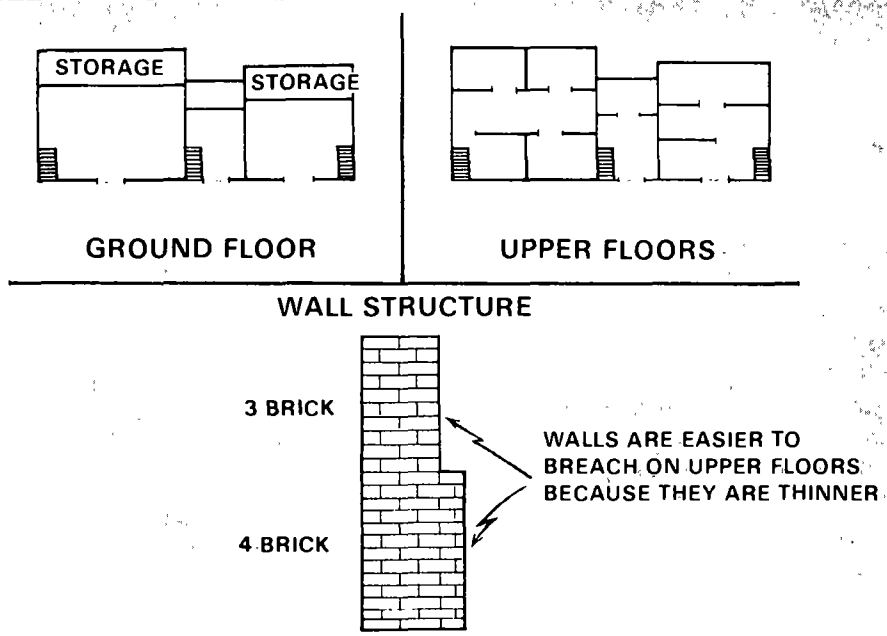 STORAGE
STORAGE
GROUND FLOOR
UPPER FLOORS
WALL STRUCTURE
3 BRICK
WALLS ARE EASIER TO
BREACH ON UPPER FLOORS
BECAUSE THEY ARE THINNER
4 BRICK